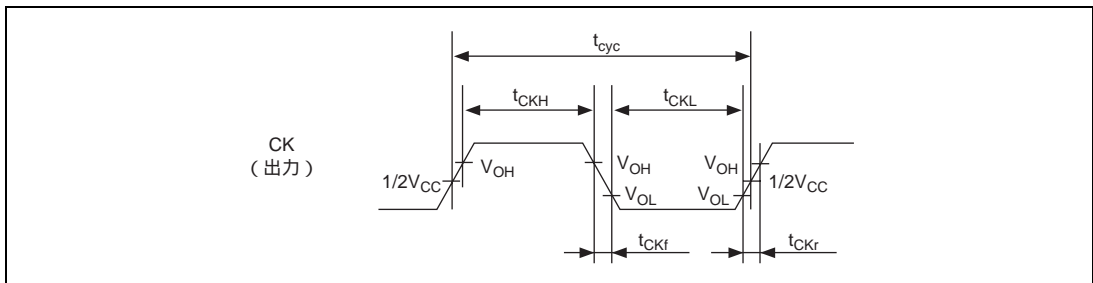 tcyc
tCKH
tCKL
CK
（出力）
1/2VCC
VOH
VOH
VOL
VOH
VOL
1/2VCC
tCKf
tCKr